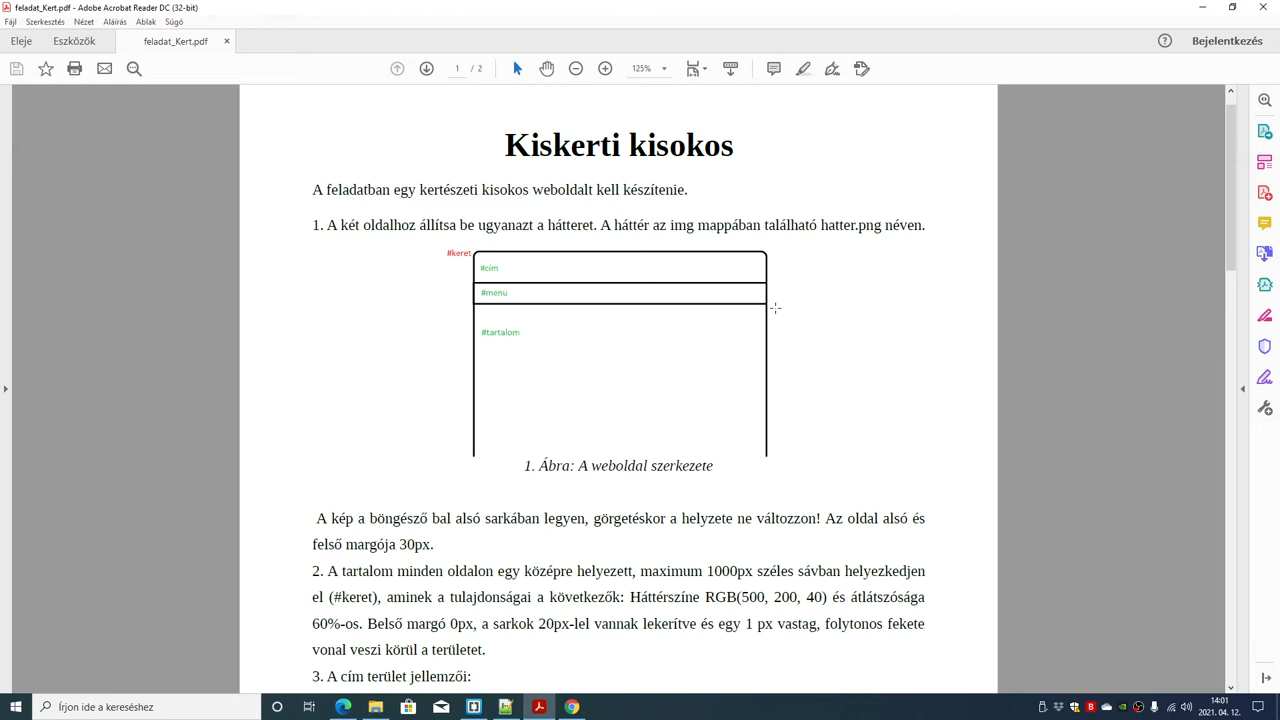 feladat_Kert.pdf - Adobe Acrobat Reader DC (32-bit)
Fájl Szerkesztés Nézet Aláírás Ablak Súgó
Eleje Eszközök feladat_Kert.pdf × Bejelentkezés
1 / 2 125%
Kiskerti kisokos
A feladatban egy kertészeti kisokos weboldalt kell készítenie.
1. A két oldalhoz állítsa be ugyanazt a hátteret. A háttér az img mappában található hatter.png néven.
#keret
#cim
#menu
#tartalom
1. Ábra: A weboldal szerkezete
A kép a böngésző bal alsó sarkában legyen, görgetéskor a helyzete ne változzon! Az oldal alsó és
felső margója 30px.
2. A tartalom minden oldalon egy középre helyezett, maximum 1000px széles sávban helyezkedjen
el (#keret), aminek a tulajdonságai a következők: Háttérszíne RGB(500, 200, 40) és átlátszósága
60%-os. Belső margó 0px, a sarkok 20px-lel vannak lekerítve és egy 1 px vastag, folytonos fekete
vonal veszi körül a területet.
3. A cím terület jellemzői:
Írjon ide a kereséshez
14:01
2021. 04. 12.